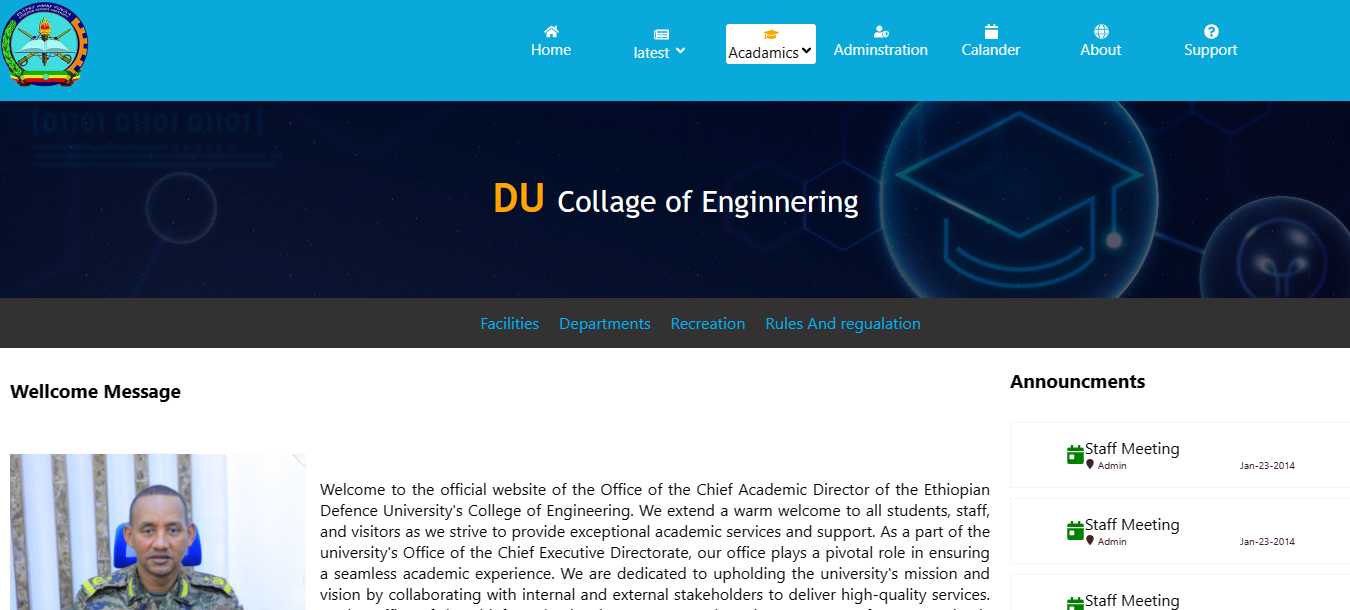 Home
latest
Acadamics
Adminstration
Calander
About
Support
[01101 01101 01101]
DU Collage of Enginnering
Facilities
Departments
Recreation
Rules And regualation
Wellcome Message
Welcome to the official website of the Office of the Chief Academic Director of the Ethiopian
Defence University's College of Engineering. We extend a warm welcome to all students, staff,
and visitors as we strive to provide exceptional academic services and support. As a part of the
university's Office of the Chief Executive Directorate, our office plays a pivotal role in ensuring
a seamless academic experience. We are dedicated to upholding the university's mission and
vision by collaborating with internal and external stakeholders to deliver high-quality services.
Announcments
Staff Meeting
Admin
Jan-23-2014
Staff Meeting
Admin
Jan-23-2014
Staff Meeting